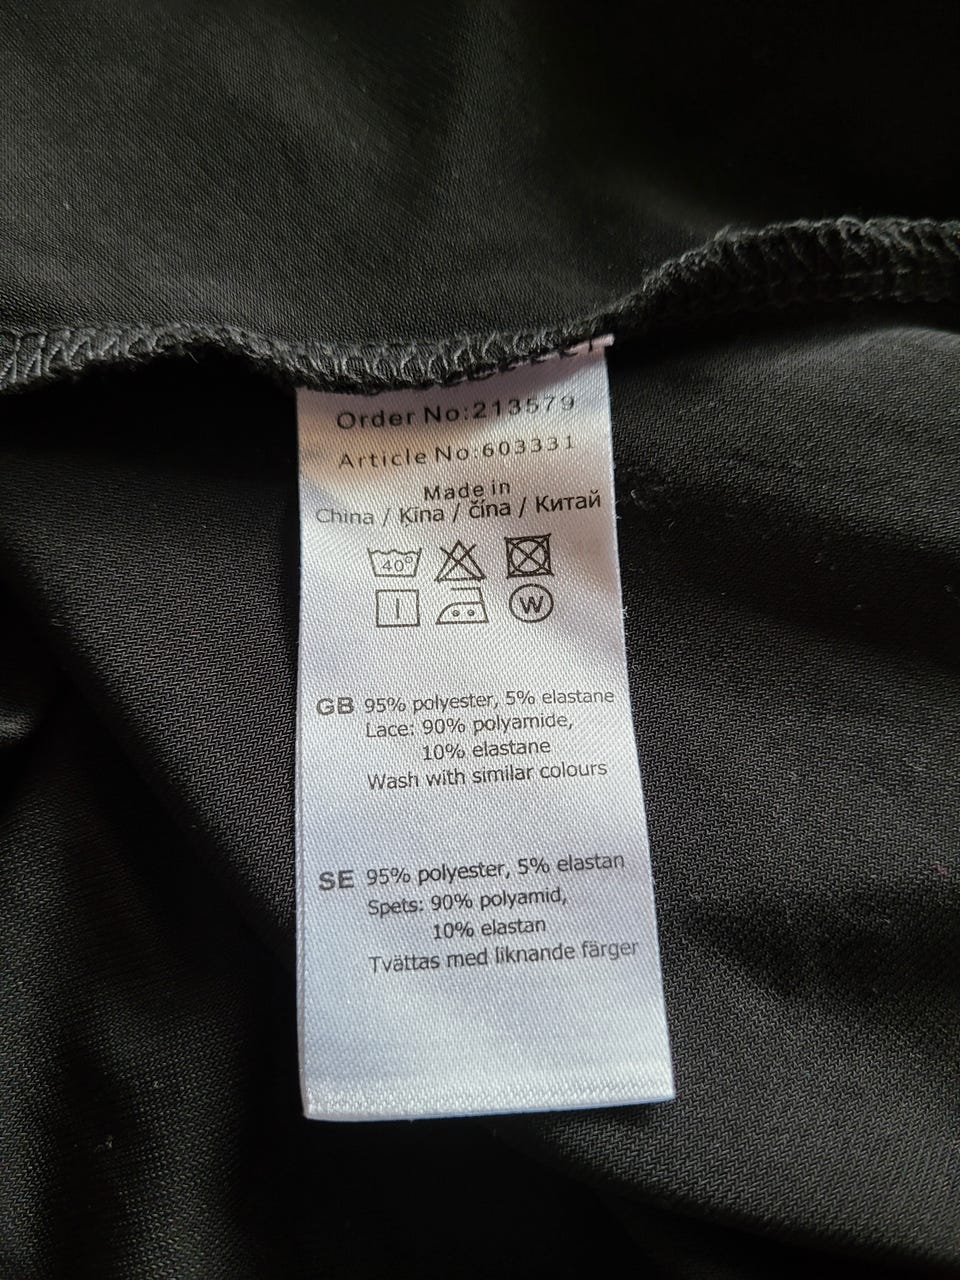 Order No:213579
Article No:603331
Made in
China / Kīna / čína / Китай
40°
W
GB 95% polyester, 5% elastane
Lace: 90% polyamide,
10% elastane
Wash with similar colours
SE 95% polyester, 5% elastan
Spets: 90% polyamid,
10% elastan
Tvättas med liknande färger